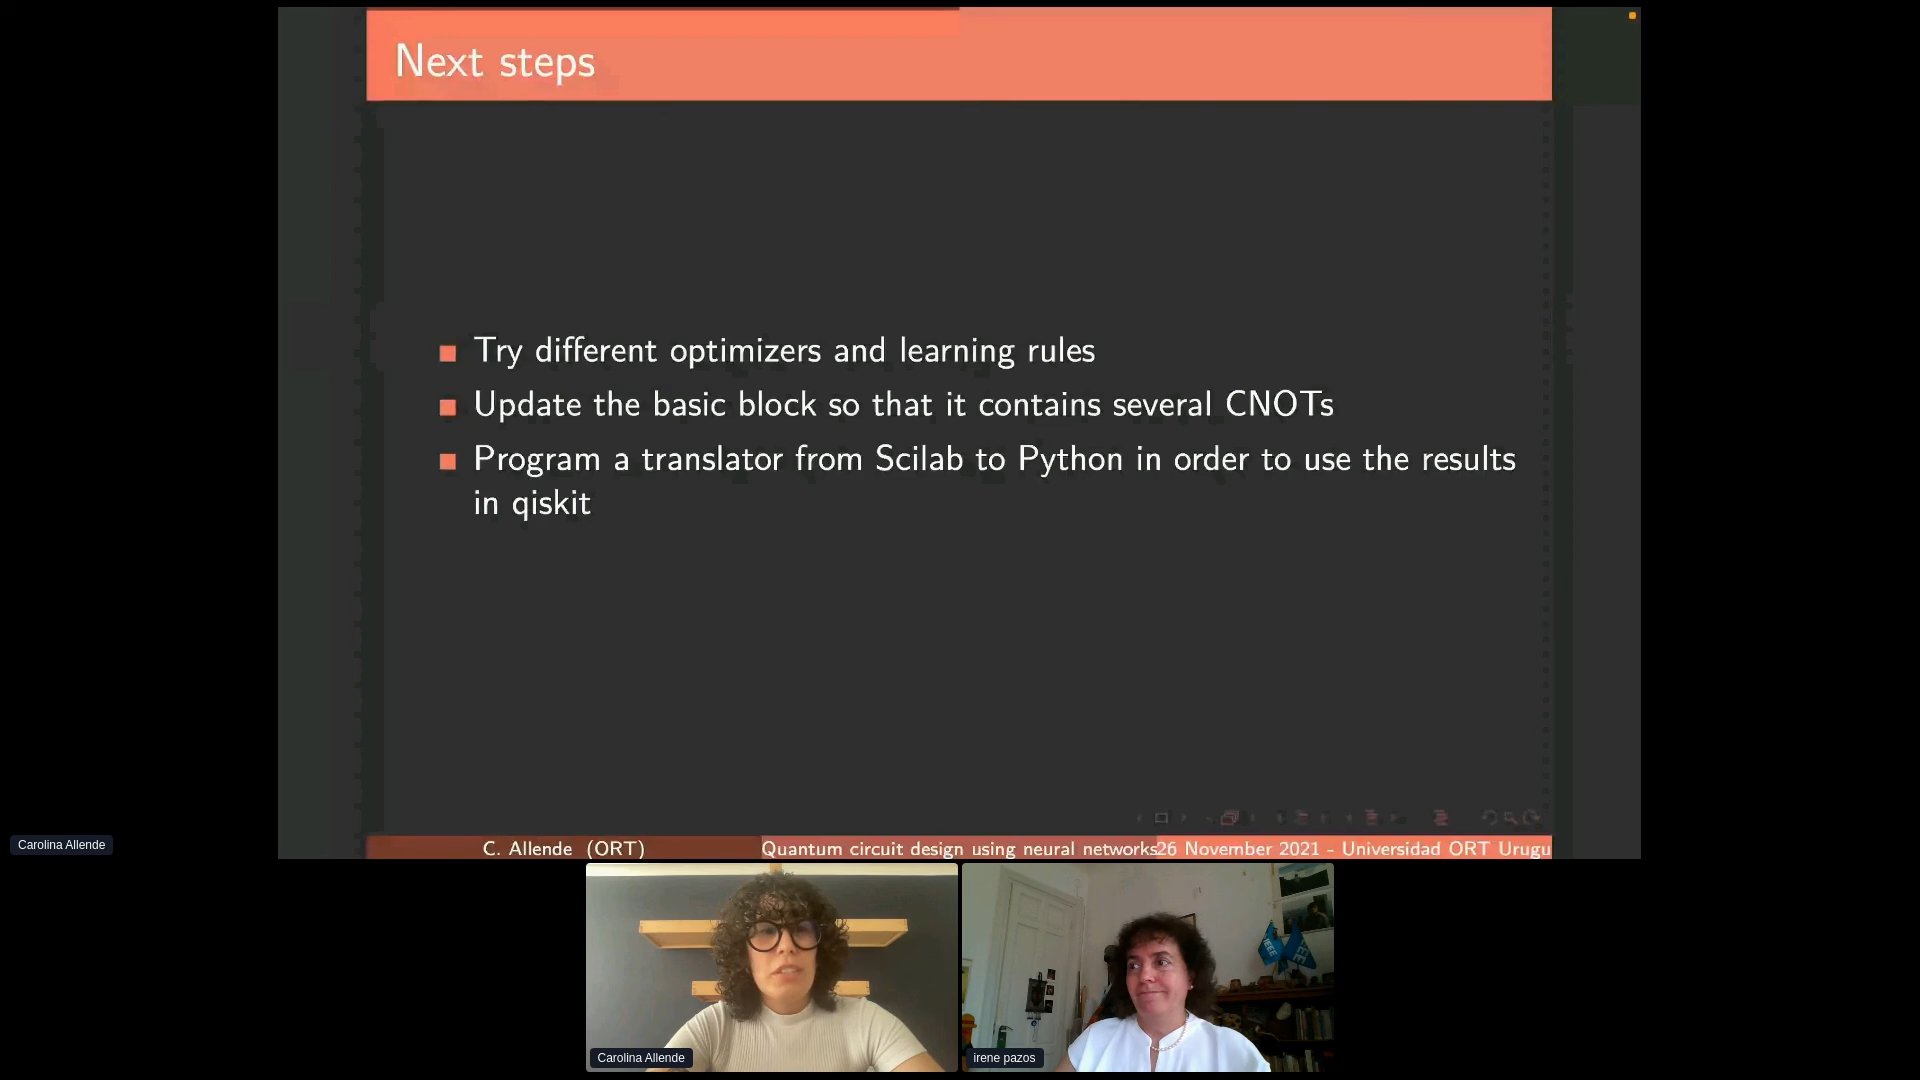 Next steps
Try different optimizers and learning rules
Update the basic block so that it contains several CNOTs
Program a translator from Scilab to Python in order to use the results
in qiskit
C. Allende (ORT)
Quantum circuit design using neural networks
26 November 2021 - Universidad ORT Urugu
Carolina Allende
Carolina Allende
irene pazos
IEEE
IEEE